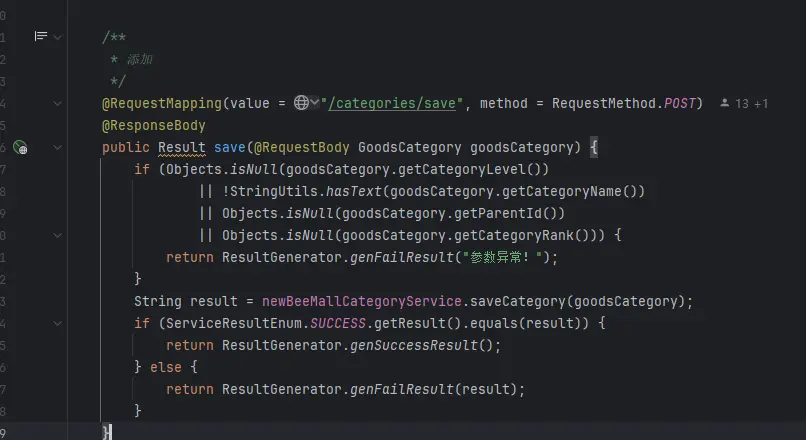 0
1 /**
2 * 添加
3 */
4 @RequestMapping(value = "/categories/save", method = RequestMethod.POST) 13 +1
5 @ResponseBody
6 public Result save(@RequestBody GoodsCategory goodsCategory) {
7 if (Objects.isNull(goodsCategory.getCategoryLevel())
8 || !StringUtils.hasText(goodsCategory.getCategoryName())
9 || Objects.isNull(goodsCategory.getParentId())
0 || Objects.isNull(goodsCategory.getCategoryRank())) {
1 return ResultGenerator.genFailResult("参数异常！");
2 }
3 String result = newBeeMallCategoryService.saveCategory(goodsCategory);
4 if (ServiceResultEnum.SUCCESS.getResult().equals(result)) {
5 return ResultGenerator.genSuccessResult();
6 } else {
7 return ResultGenerator.genFailResult(result);
8 }
9 }